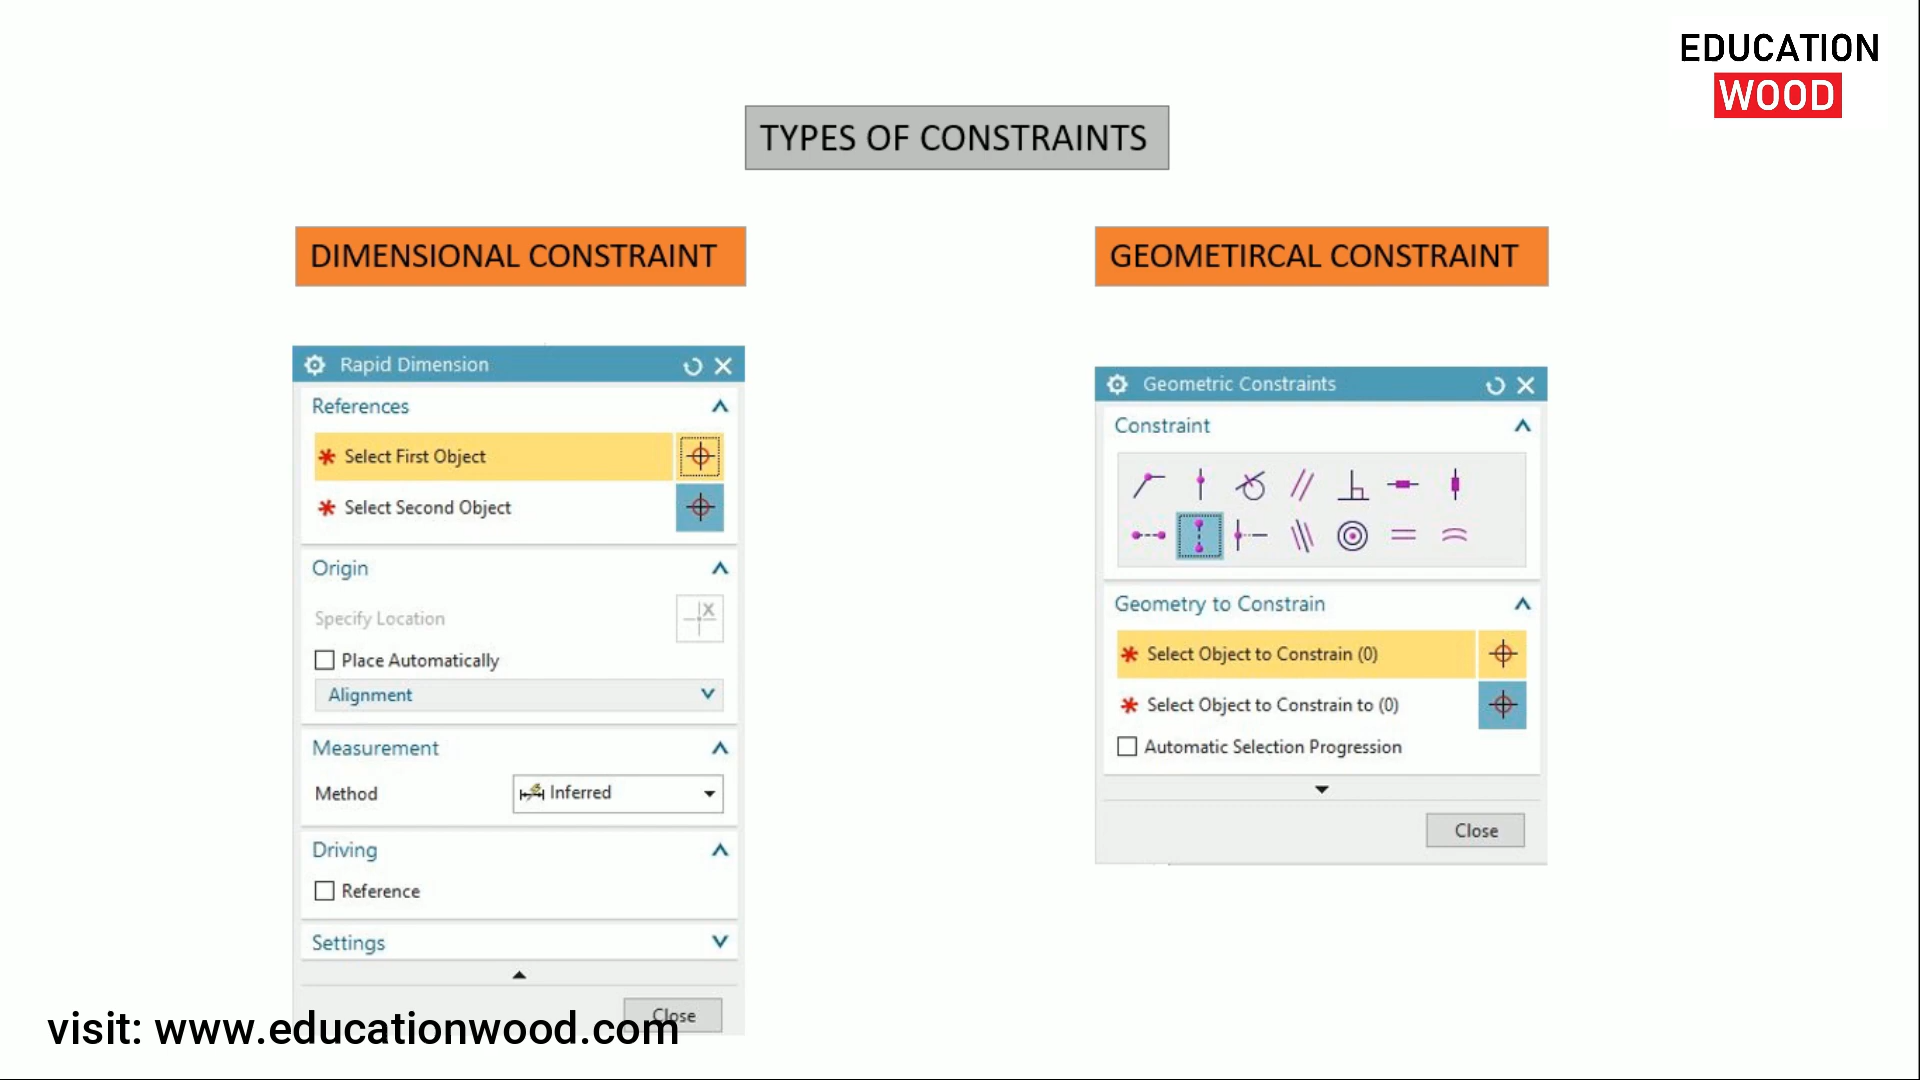 EDUCATION
WOOD
TYPES OF CONSTRAINTS
DIMENSIONAL CONSTRAINT
Rapid Dimension
References
* Select First Object
* Select Second Object
Origin
Specify Location
Place Automatically
Alignment
Measurement
Method Inferred
Driving
Reference
Settings
Close
GEOMETIRCAL CONSTRAINT
Geometric Constraints
Constraint
Geometry to Constrain
* Select Object to Constrain (0)
* Select Object to Constrain to (0)
Automatic Selection Progression
Close
visit: www.educationwood.com